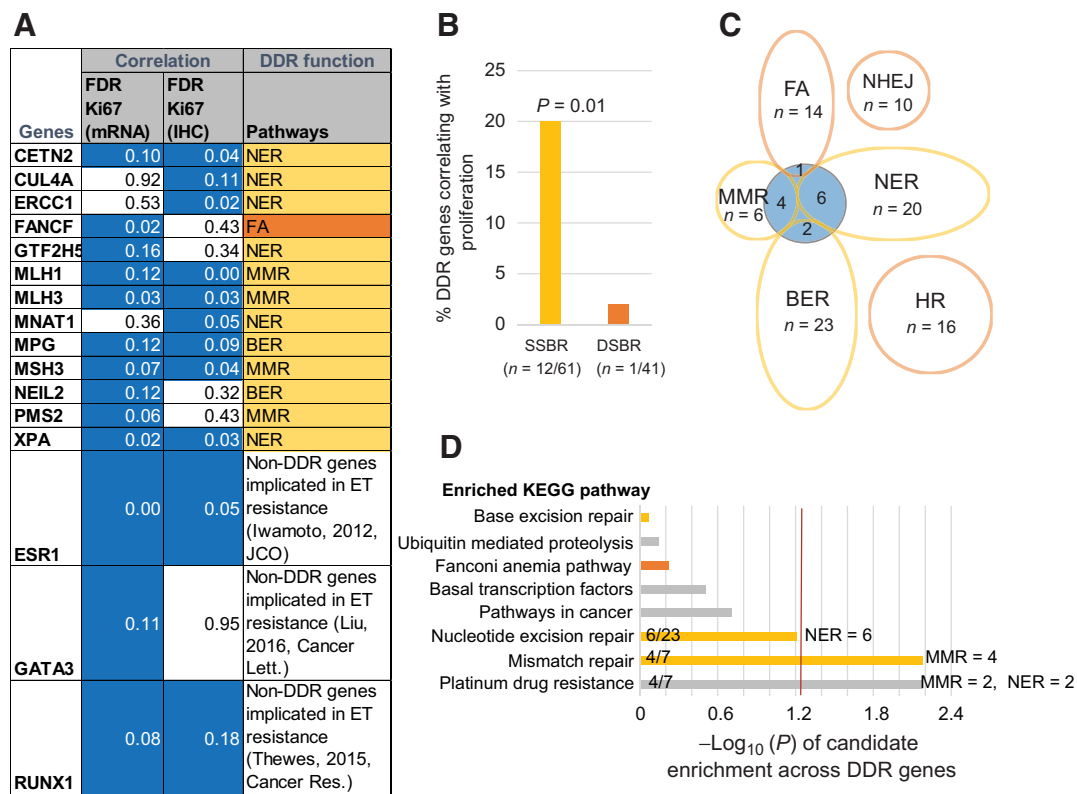 A
Correlation DDR function
Genes FDR Ki67 (mRNA) FDR Ki67 (IHC) Pathways
CETN2 0.10 0.04 NER
CUL4A 0.92 0.11 NER
ERCC1 0.53 0.02 NER
FANCF 0.02 0.43 FA
GTF2H5 0.16 0.34 NER
MLH1 0.12 0.00 MMR
MLH3 0.03 0.03 MMR
MNAT1 0.36 0.05 NER
MPG 0.12 0.09 BER
MSH3 0.07 0.04 MMR
NEIL2 0.12 0.32 BER
PMS2 0.06 0.43 MMR
XPA 0.02 0.03 NER
ESR1 0.00 0.05 Non-DDR genes
implicated in ET
resistance
(Iwamoto, 2012,
JCO)
GATA3 0.11 0.95 Non-DDR genes
implicated in ET
resistance (Liu,
2016, Cancer
Lett.)
RUNX1 0.08 0.18 Non-DDR genes
implicated in ET
resistance
(Thewes, 2015,
Cancer Res.)
B
% DDR genes correlating with
proliferation
25
20
15
10
5
0
P = 0.01
SSBR DSBR
(n = 12/61) (n = 1/41)
C
FA
n = 14
NHEJ
n = 10
1
MMR
n = 6
4
6
2
NER
n = 20
BER
n = 23
HR
n = 16
D
Enriched KEGG pathway
Base excision repair
Ubiquitin mediated proteolysis
Fanconi anemia pathway
Basal transcription factors
Pathways in cancer
Nucleotide excision repair 6/23 NER = 6
Mismatch repair 4/7 MMR = 4
Platinum drug resistance 4/7 MMR = 2, NER = 2
0 0.6 1.2 1.8 2.4
−Log10 (P) of candidate
enrichment across DDR genes